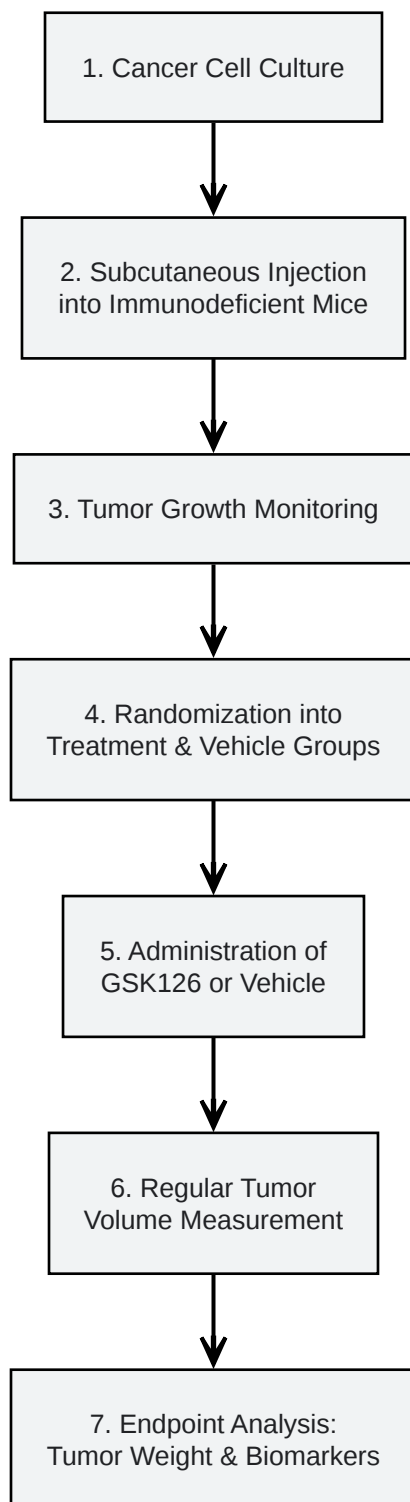 1. Cancer Cell Culture
2. Subcutaneous Injection
into Immunodeficient Mice
3. Tumor Growth Monitoring
4. Randomization into
Treatment & Vehicle Groups
5. Administration of
GSK126 or Vehicle
6. Regular Tumor
Volume Measurement
7. Endpoint Analysis:
Tumor Weight & Biomarkers